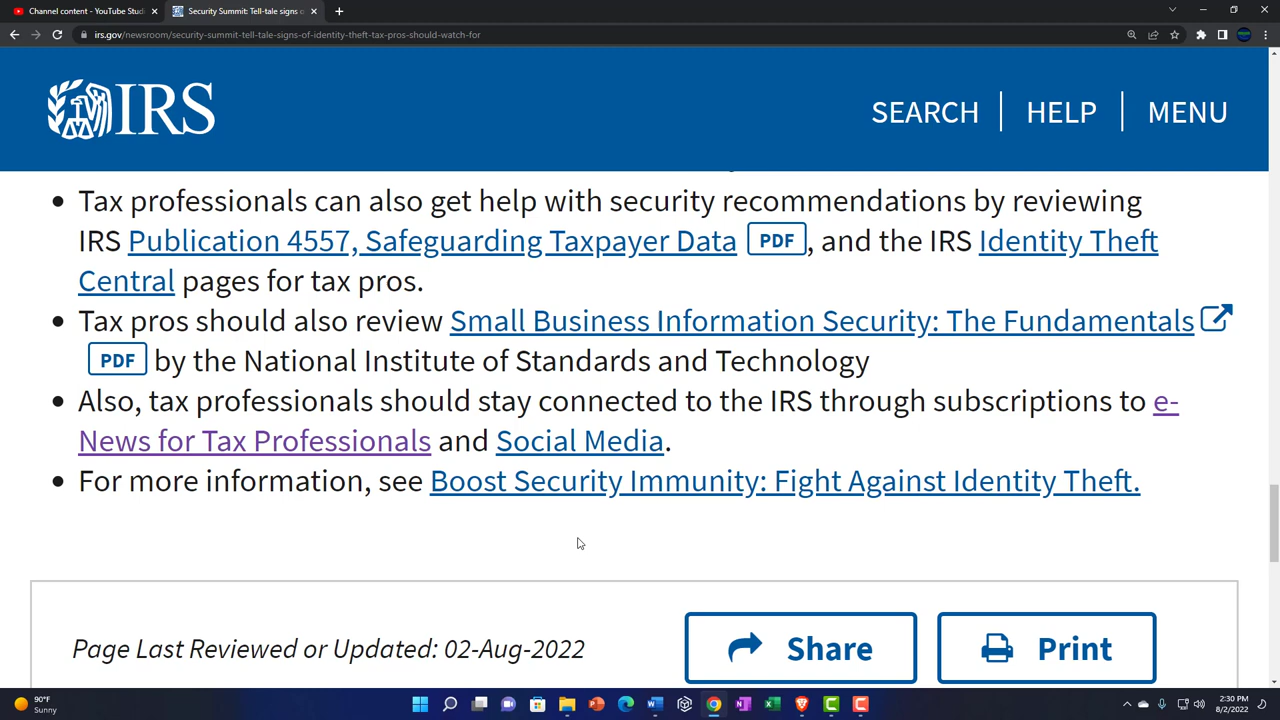 Channel content - YouTube Studi
Security Summit: Tell-tale signs o
irs.gov/newsroom/security-summit-tell-tale-signs-of-identity-theft-tax-pros-should-watch-for
IRS
SEARCH
HELP
MENU
Tax professionals can also get help with security recommendations by reviewing
IRS Publication 4557, Safeguarding Taxpayer Data PDF , and the IRS Identity Theft
Central pages for tax pros.
Tax pros should also review Small Business Information Security: The Fundamentals
PDF by the National Institute of Standards and Technology
Also, tax professionals should stay connected to the IRS through subscriptions to e-
News for Tax Professionals and Social Media.
For more information, see Boost Security Immunity: Fight Against Identity Theft.
Page Last Reviewed or Updated: 02-Aug-2022
Share
Print
90°F
Sunny
2:30 PM
8/2/2022